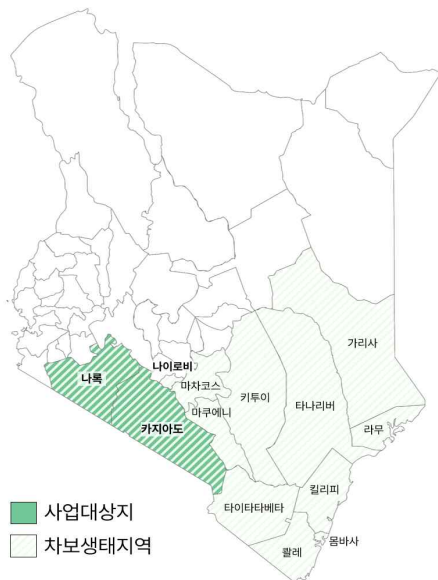 가리사
나이로비
나록
마차코스
키투이
타나리버
마쿠에니
카지아도
라무
킬리피
타이타타베타
몸바사
콸레
사업대상지
차보생태지역